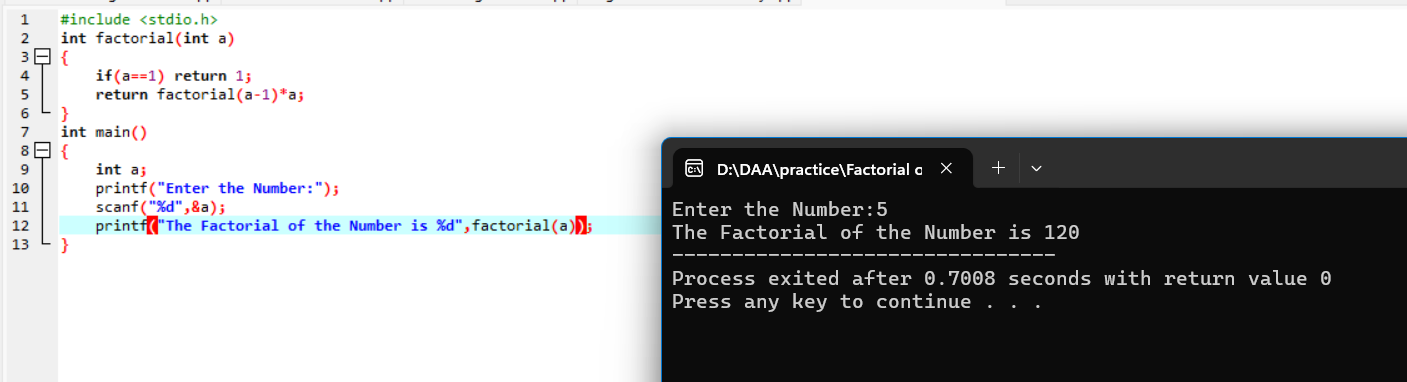 1 #include <stdio.h>
2 int factorial(int a)
3 {
4 if(a==1) return 1;
5 return factorial(a-1)*a;
6 }
7 int main()
8 {
9 int a;
10 printf("Enter the Number:");
11 scanf("%d",&a);
12 printf("The Factorial of the Number is %d",factorial(a));
13 }
D:\DAA\practice\Factorial o
Enter the Number:5
The Factorial of the Number is 120
--------------------------------
Process exited after 0.7008 seconds with return value 0
Press any key to continue . . .